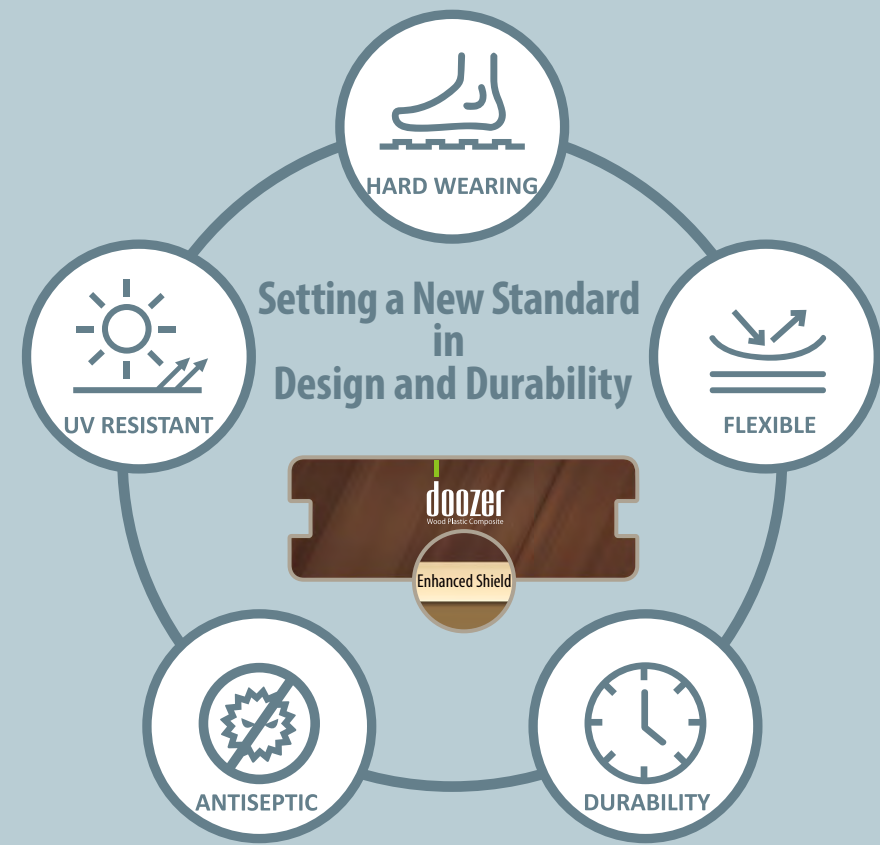 HARD WEARING
Setting a New Standard
in
Design and Durability
UV RESISTANT
FLEXIBLE
doozer
Wood Plastic Composite
Enhanced Shield
ANTISEPTIC
DURABILITY